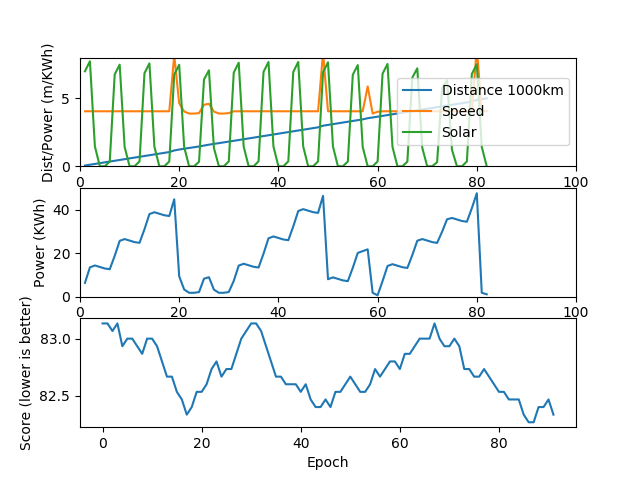 Dist/Power (m/KWh)
5
0
Distance 1000km
Speed
Solar
0 20 40 60 80 100
Power (KWh)
40
20
0
0 20 40 60 80 100
Score (lower is better)
83.0
82.5
0 20 40 60 80
Epoch